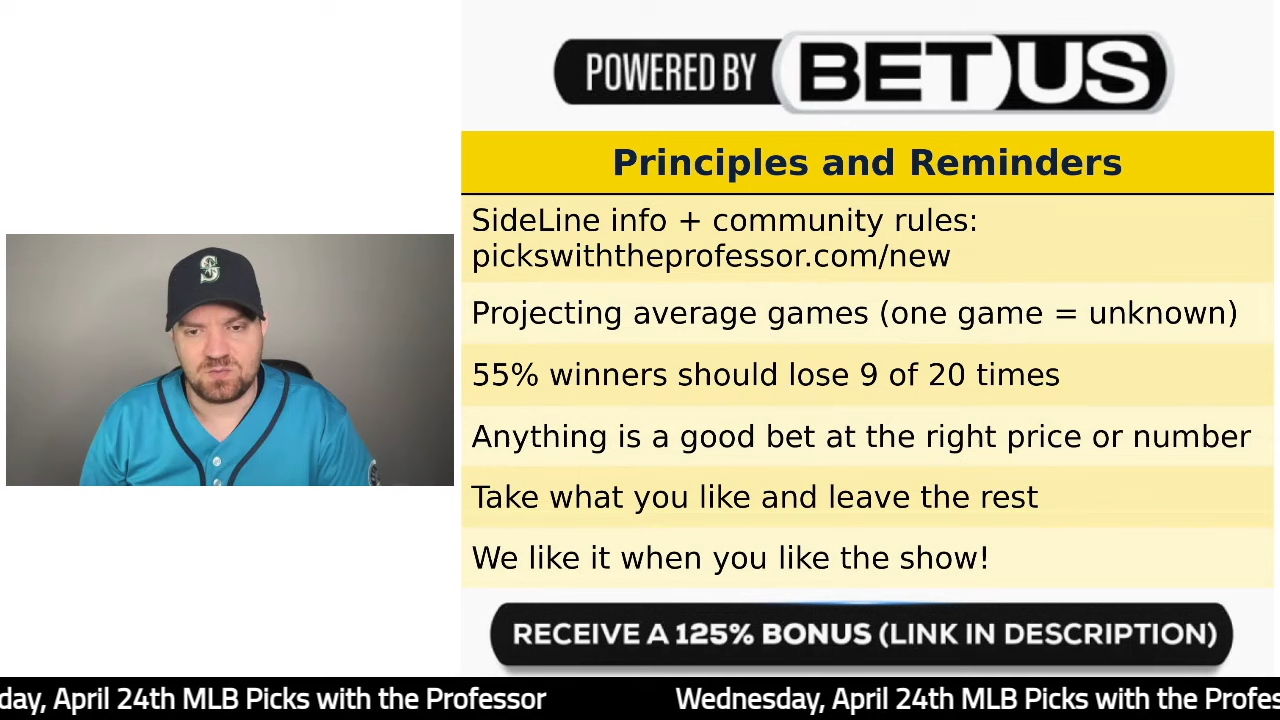 POWERED BY BETUS
Principles and Reminders
SideLine info + community rules:
pickswiththeprofessor.com/new
Projecting average games (one game = unknown)
55% winners should lose 9 of 20 times
Anything is a good bet at the right price or number
Take what you like and leave the rest
We like it when you like the show!
RECEIVE A 125% BONUS (LINK IN DESCRIPTION)
day, April 24th MLB Picks with the Professor Wednesday, April 24th MLB Picks with the Profes
S